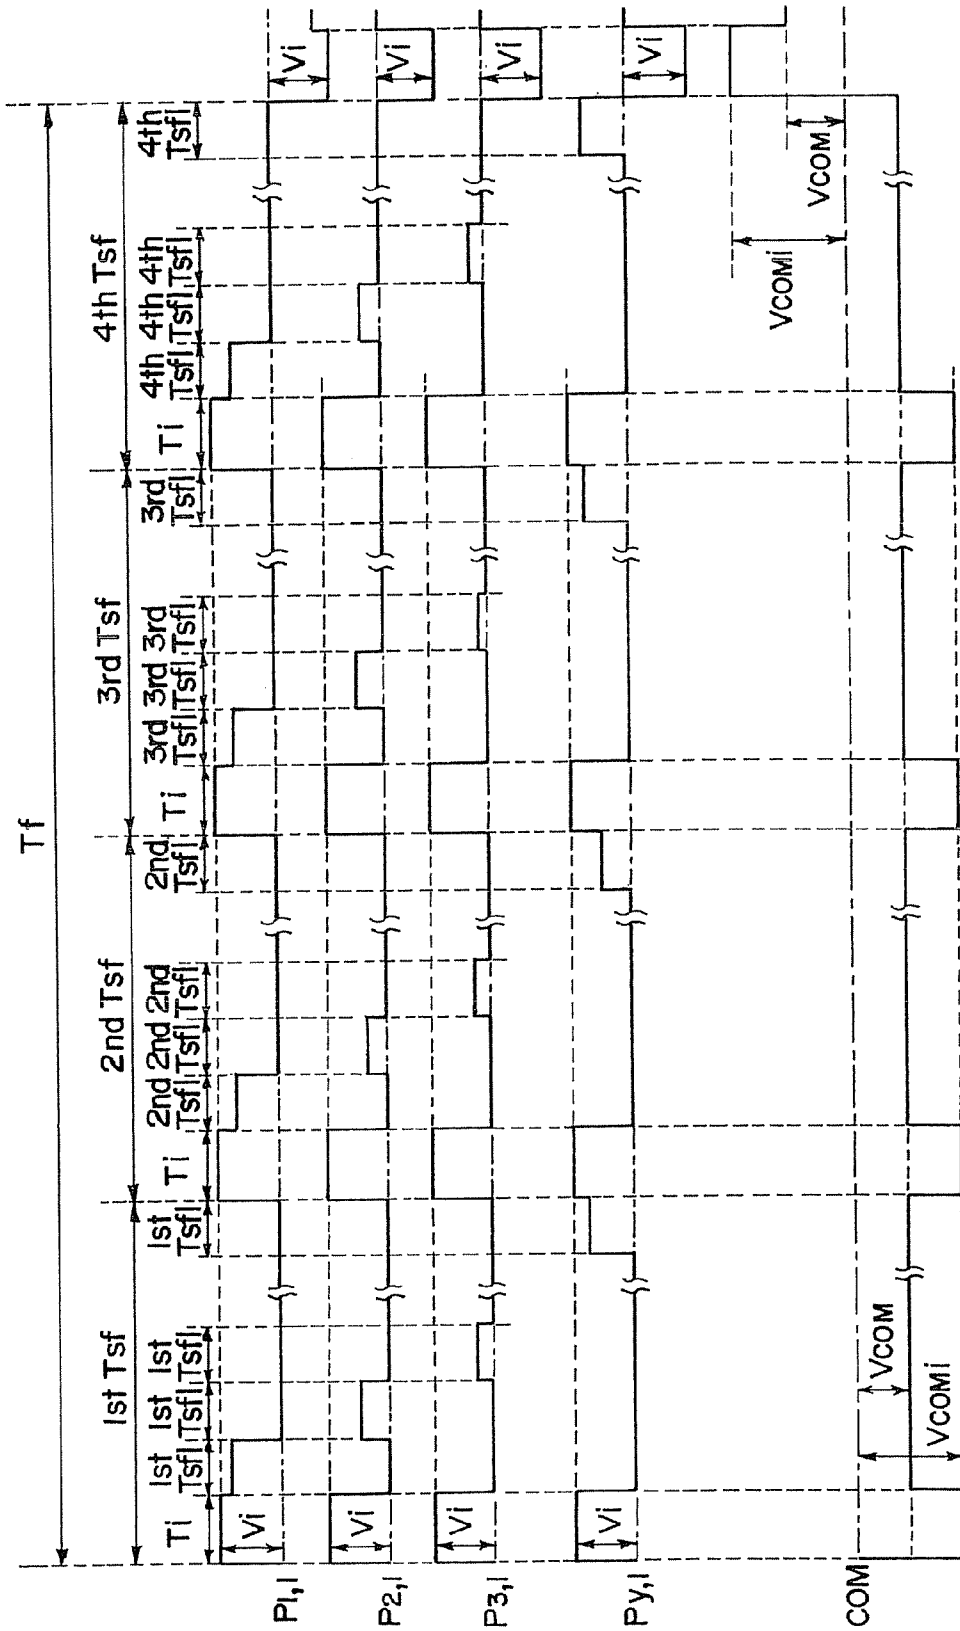 Tf
1st Tsf 2nd Tsf 3rd Tsf 4th Tsf
Ti 1st Tsfl 1st Tsfl 1st Tsfl 1st Tsfl Ti 2nd Tsfl 2nd Tsfl 2nd Tsfl 2nd Tsfl Ti 3rd Tsfl 3rd Tsfl 3rd Tsfl 3rd Tsfl Ti 4th Tsfl 4th Tsfl 4th Tsfl 4th Tsfl
P1,1 Vi Vi
P2,1 Vi Vi
P3,1 Vi Vi
Py,1 Vi Vi
VCOMi VCOM
COM
VCOM
VCOMi